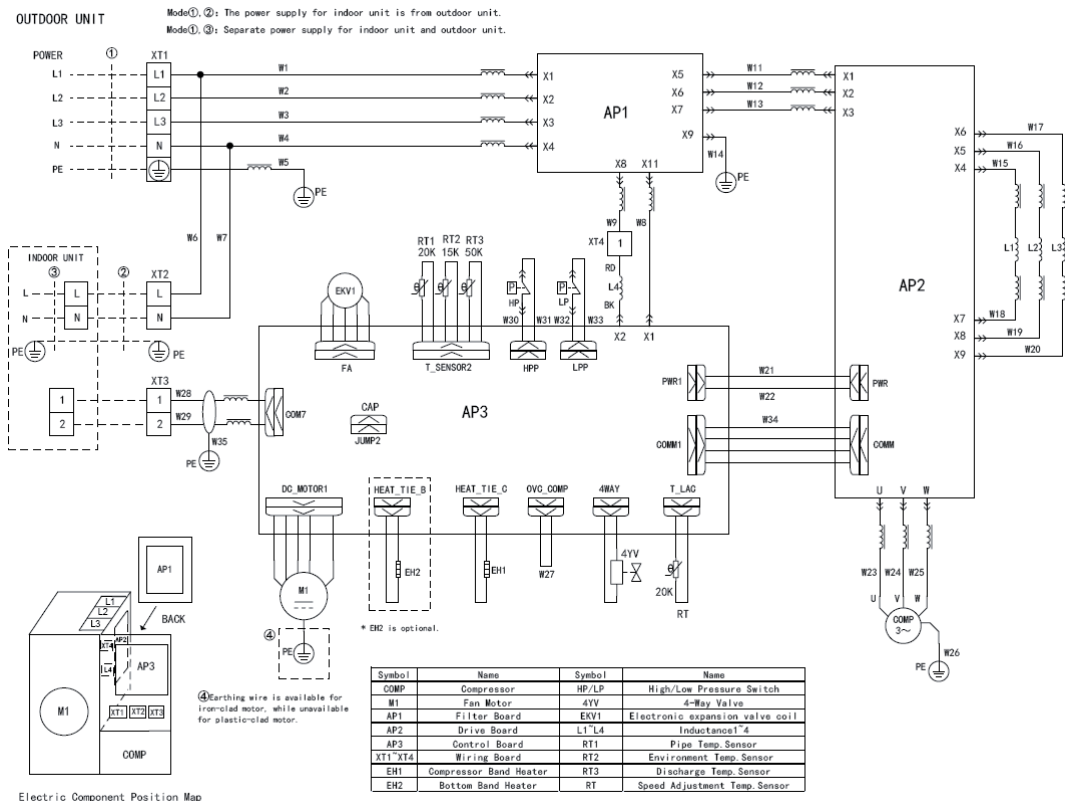 OUTDOOR UNIT
Mode①,②: The power supply for indoor unit is from outdoor unit.
Mode①,③: Separate power supply for indoor unit and outdoor unit.
POWER ① XT1
L1 L1 W1 X1
L2 L2 W2 X2
L3 L3 W3 X3
N N W4 X4
PE W5 PE
AP1
X5 W11 X1
X6 W12 X2
X7 W13 X3
X9 W14 PE
X8 X11
W9 W8
XT4 1
RD
L4
BK
X2 X1
AP2
X6 W17
X5 W16
X4 W15
L1 L2 L3
X7 W18
X8 W19
X9 W20
W6 W7
INDOOR UNIT
③ ② XT2
L L L
N N N
PE PE
XT3
1 1 W28
2 2 W29
W35
PE
COM7
EKV1
FA
RT1 RT2 RT3
20K 15K 50K
θ θ θ
T_SENSOR2
P P
HP LP
W30 W31 W32 W33
HPP LPP
AP3
CAP
JUMP2
PWR1 W21 PWR
W22
COMM1 W34 COMM
DC_MOTOR1 HEAT_TIE_B HEAT_TIE_C OVC_COMP 4WAY T_LAC
M1
EH2
EH1
W27
4YV
θ
20K
RT
④
PE
* EH2 is optional.
U V W
W23 W24 W25
U V W
COMP
3~
W26
PE
AP1
BACK
L1
L2
L3
XT4 AP2
L4
AP3
XT1 XT2 XT3
M1
COMP
Electric Component Position Map
④Earthing wire is available for
iron-clad motor, while unavailable
for plastic-clad motor.
Symbol Name Symbol Name
COMP Compressor HP/LP High/Low Pressure Switch
M1 Fan Motor 4YV 4-Way Valve
AP1 Filter Board EKV1 Electronic expansion valve coil
AP2 Drive Board L1~L4 Inductance1~4
AP3 Control Board RT1 Pipe Temp.Sensor
XT1~XT4 Wiring Board RT2 Environment Temp.Sensor
EH1 Compressor Band Heater RT3 Discharge Temp.Sensor
EH2 Bottom Band Heater RT Speed Adjustment Temp.Sensor